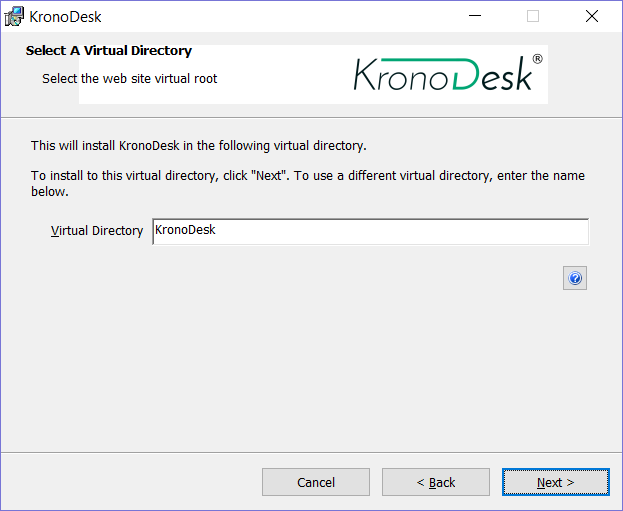 KronoDesk
Select A Virtual Directory
Select the web site virtual root
KronoDesk®
This will install KronoDesk in the following virtual directory.
To install to this virtual directory, click "Next". To use a different virtual directory, enter the name
below.
Virtual Directory KronoDesk
?
Cancel < Back Next >